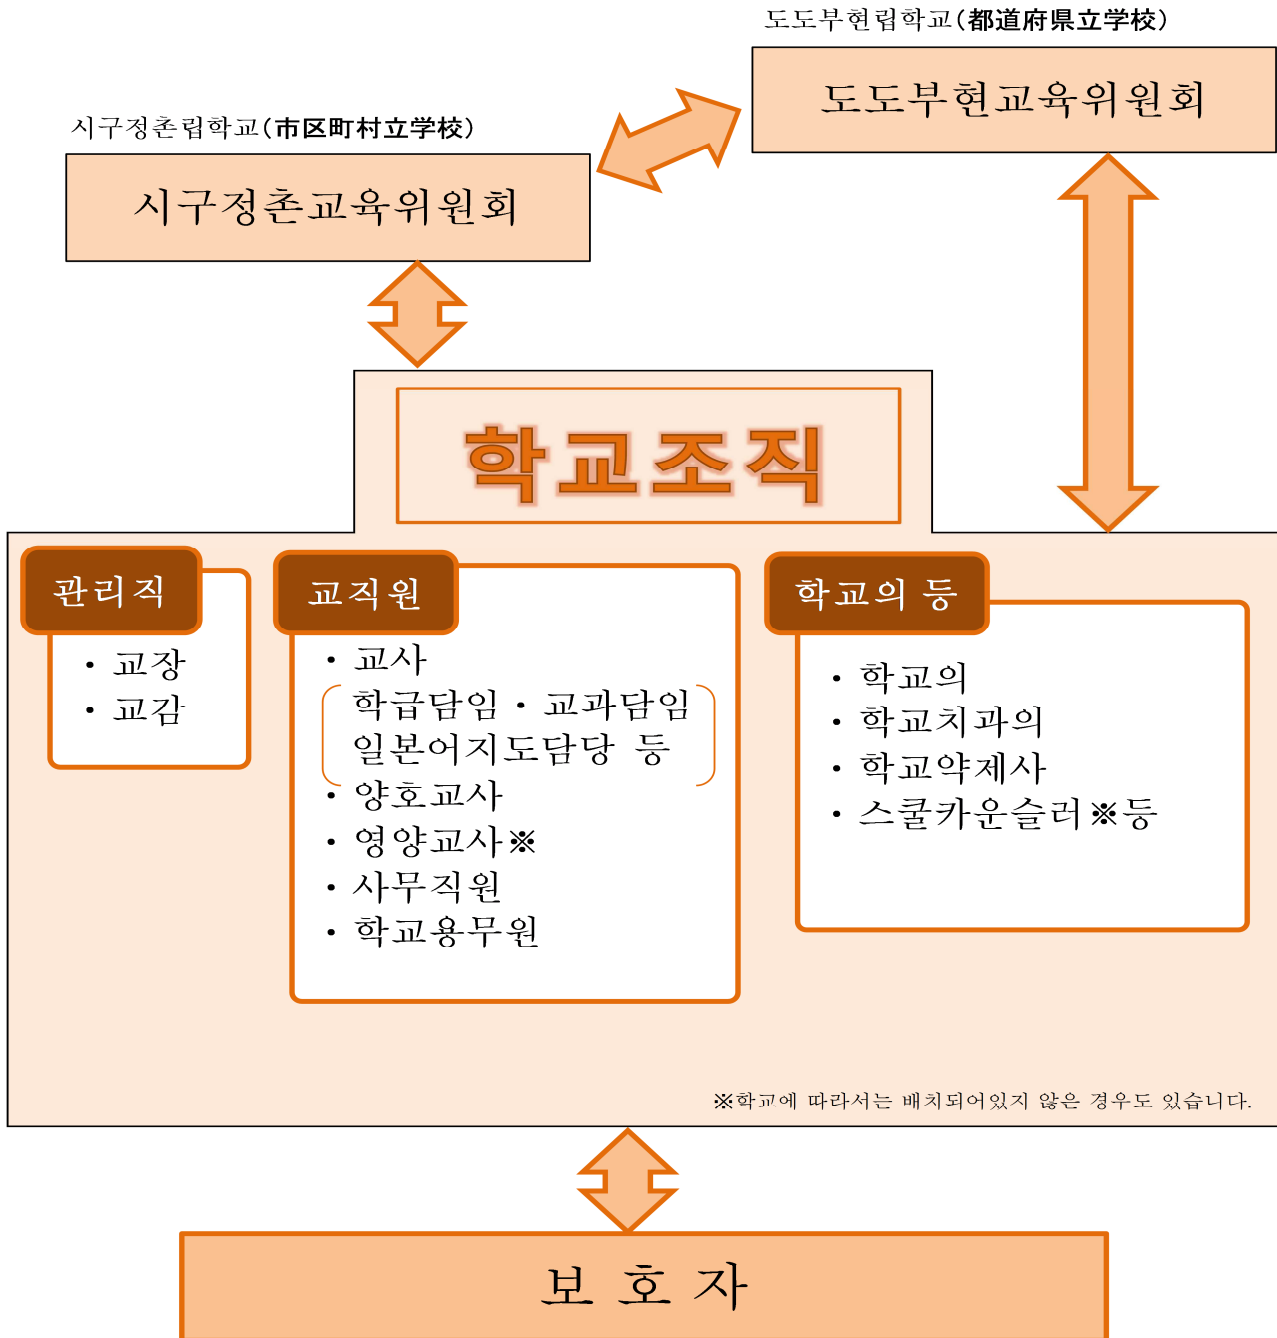 도도부현립학교(都道府県立学校)
도도부현교육위원회
시구정촌립학교(市区町村立学校)
시구정촌교육위원회
학교조직
관리직
・교장
・교감
교직원
・교사
학급담임・교과담임
일본어지도담당 등
・양호교사
・영양교사※
・사무직원
・학교용무원
학교의 등
・학교의
・학교치과의
・학교약제사
・스쿨카운슬러※등
※학교에 따라서는 배치되어있지 않은 경우도 있습니다.
보 호 자